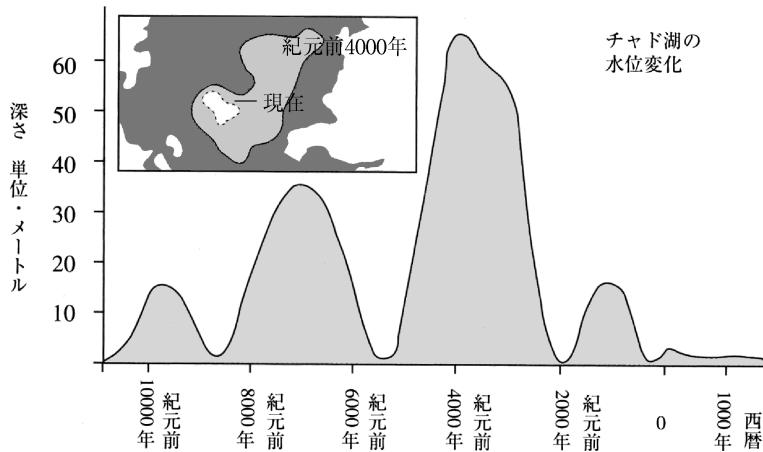 チャド湖の
水位変化
紀元前4000年
現在
深さ 単位・メートル
60
50
40
30
20
10
紀元前
10000年
紀元前
8000年
紀元前
6000年
紀元前
4000年
紀元前
2000年
0
西暦
1000年